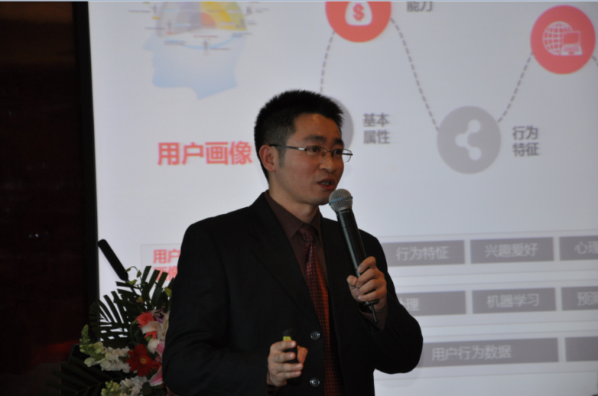 能力
基本
属性
用户画像
行为
特征
用户
行为特征
兴趣爱好
心理
机器学习
预测
用户行为数据